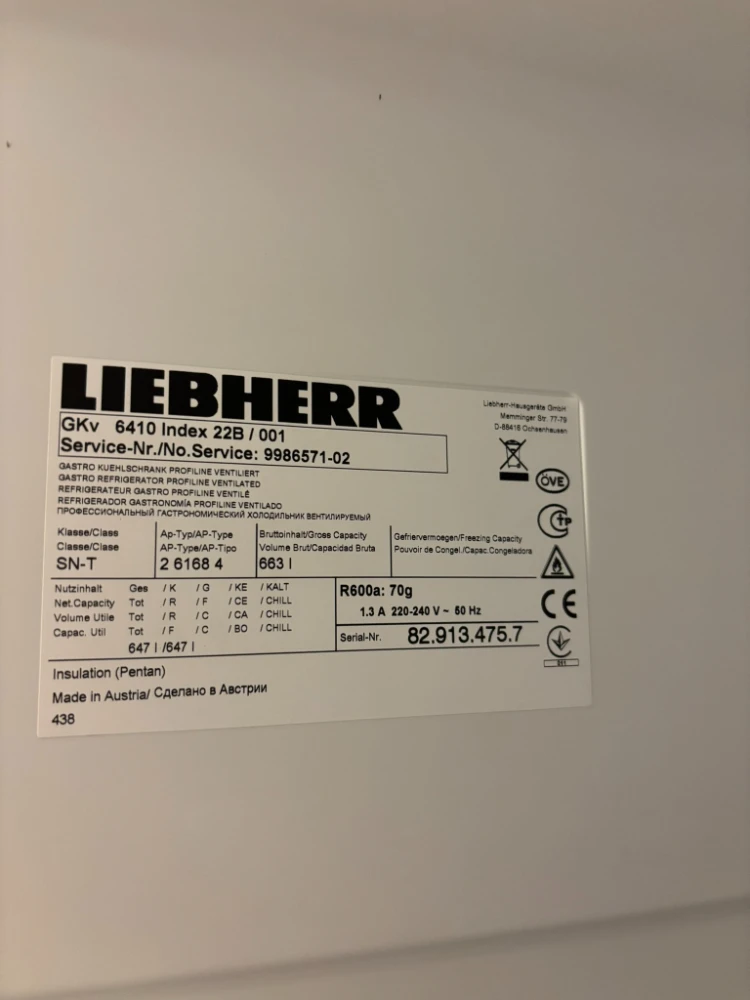 LIEBHERR
Liebherr-Hausgeräte GmbH
Memminger Str. 77-79
D-88416 Ochsenhausen
GKv 6410 Index 22B / 001
Service-Nr./No.Service: 9986571-02
GASTRO KUEHLSCHRANK PROFILINE VENTILIERT
GASTRO REFRIGERATOR PROFILINE VENTILATED
REFRIGERATEUR GASTRO PROFILINE VENTILÉ
REFRIGERADOR GASTRONOMÍA PROFILINE VENTILADO
ПРОФЕССИОНАЛЬНЫЙ ГАСТРОНОМИЧЕСКИЙ ХОЛОДИЛЬНИК ВЕНТИЛИРУЕМЫЙ
ÖVE
Klasse/Class
Classe/Clase
SN-T
Ap-Typ/AP-Type
AP-Type/AP-Tipo
2 6168 4
Bruttoinhalt/Gross Capacity
Volume Brut/Capacidad Bruta
663 l
Gefriervermoegen/Freezing Capacity
Pouvoir de Congel./Capac.Congeladora
Nutzinhalt Ges / K / G / KE / KALT
Net.Capacity Tot / R / F / CE / CHILL
Volume Utile Tot / R / C / CA / CHILL
Capac. Util Tot / F / C / BO / CHILL
647 l /647 l
R600a: 70g
1.3 A 220-240 V ~ 50 Hz
Serial-Nr. 82.913.475.7
CE
Insulation (Pentan)
Made in Austria/ Сделано в Австрии
438